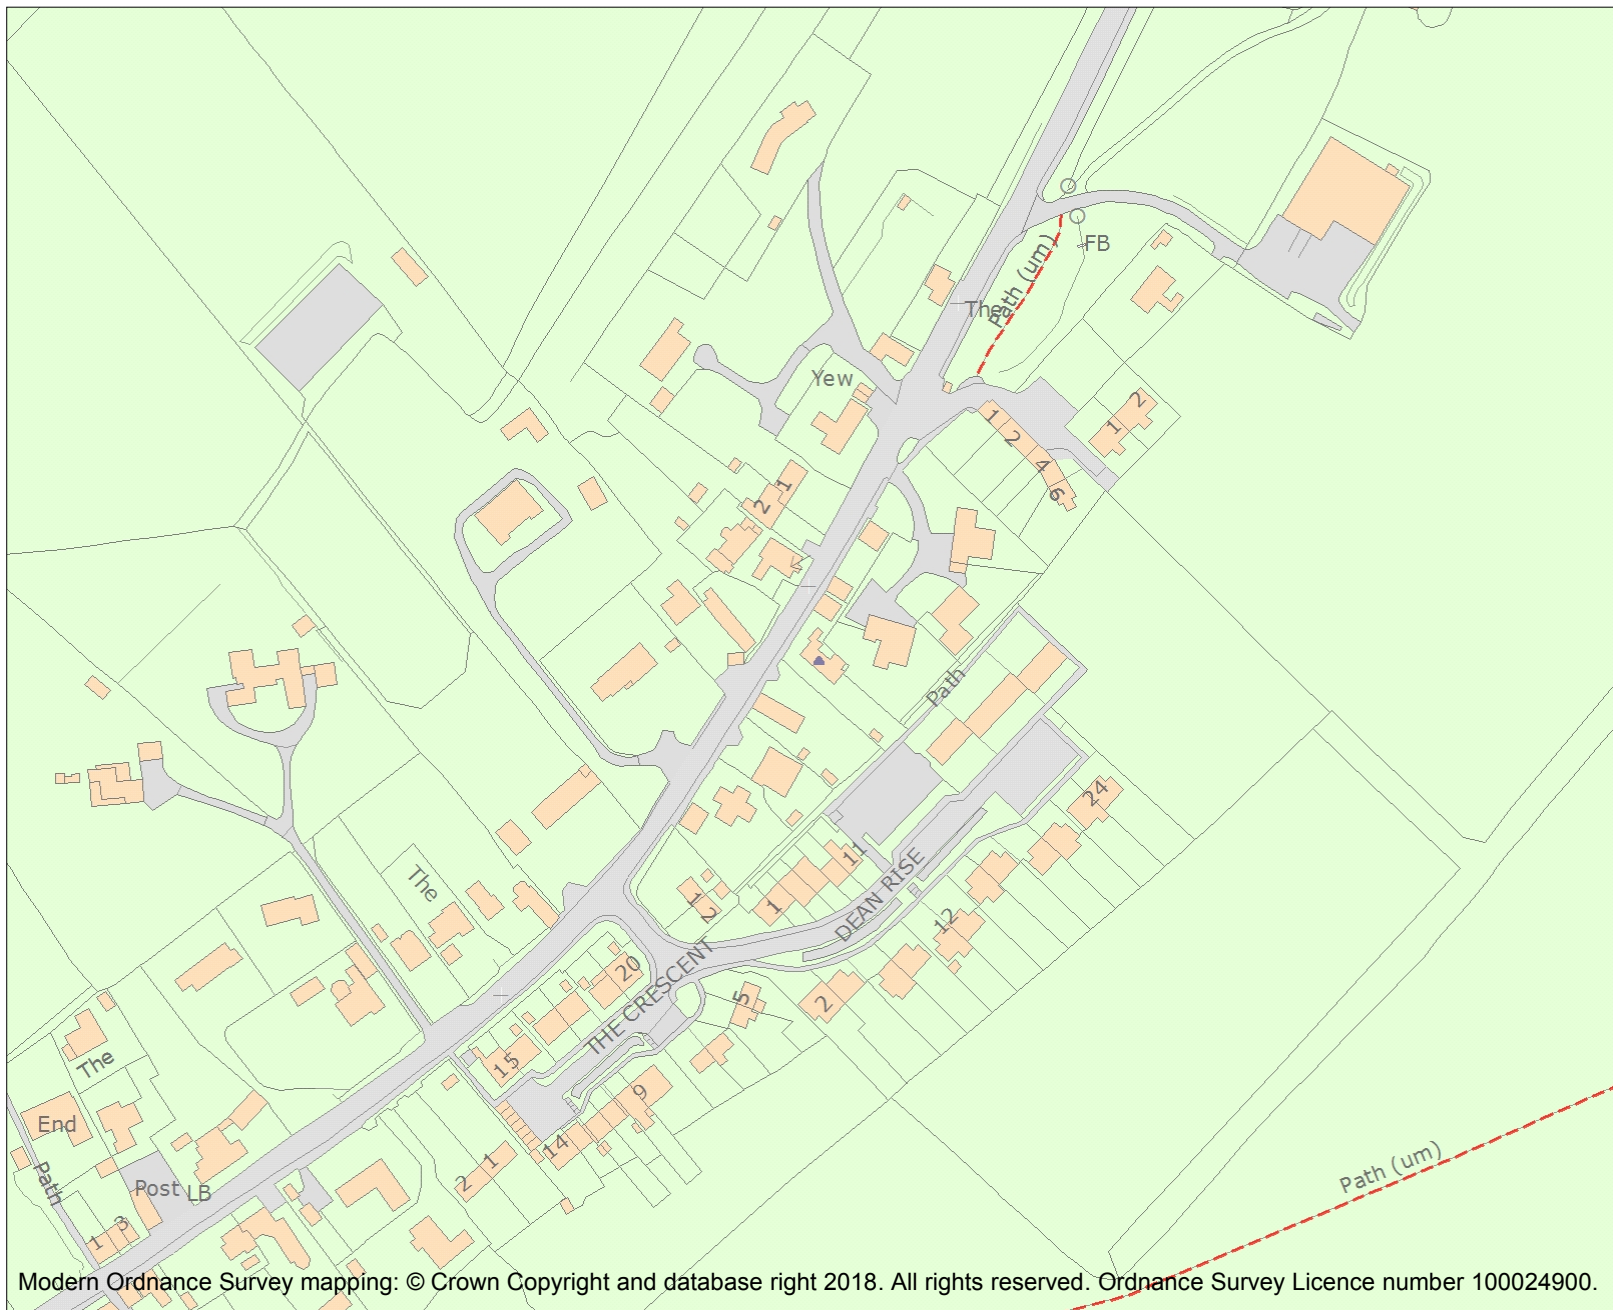 FB
Path (um)
The
Yew
2
1
1
2
4
6
1
2
Path
24
The
11
1
DEAN RISE
1 2
12
20
THE CRESCENT
5
2
15
The
9
End
14
1
2
Path
Post LB
3
1
Path (um)
Modern Ordnance Survey mapping: © Crown Copyright and database right 2018. All rights reserved. Ordnance Survey Licence number 100024900.